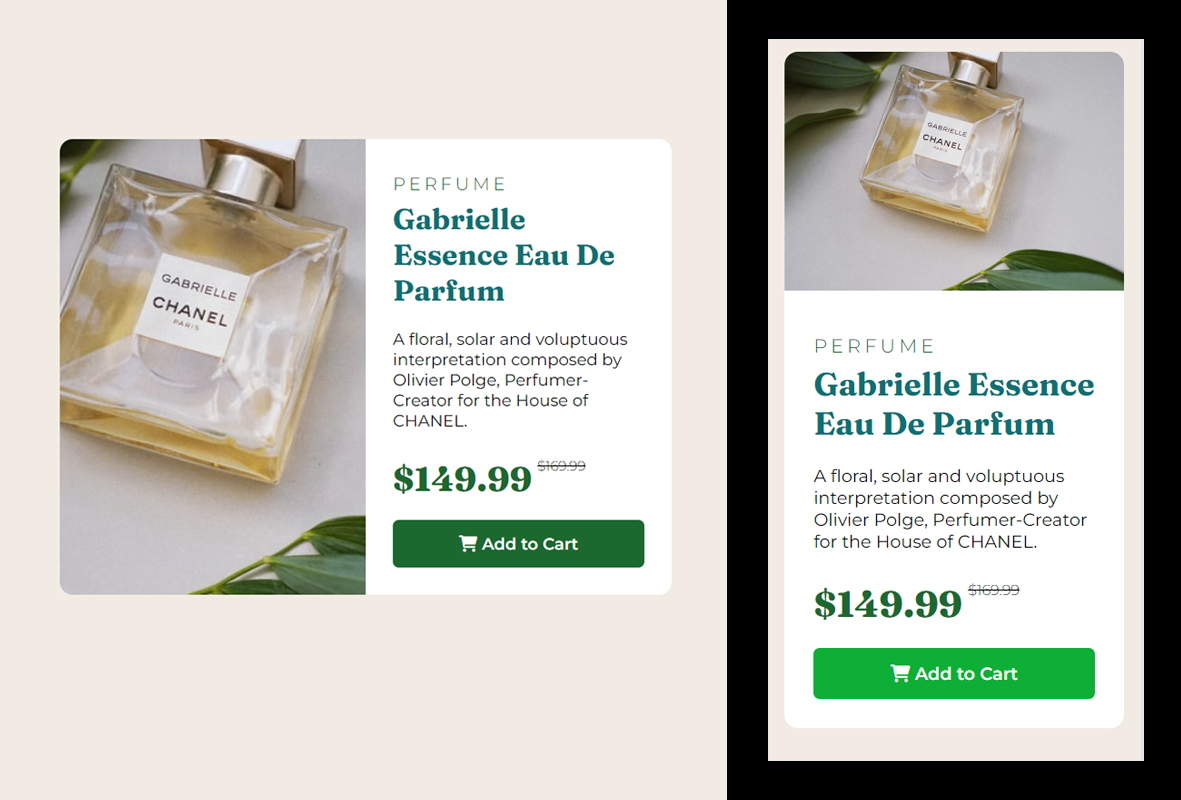 GABRIELLE
CHANEL
PARIS
PERFUME
Gabrielle
Essence Eau De
Parfum
A floral, solar and voluptuous
interpretation composed by
Olivier Polge, Perfumer-
Creator for the House of
CHANEL.
$149.99 $169.99
Add to Cart
GABRIELLE
CHANEL
PARIS
PERFUME
Gabrielle Essence
Eau De Parfum
A floral, solar and voluptuous
interpretation composed by
Olivier Polge, Perfumer-Creator
for the House of CHANEL.
$149.99 $169.99
Add to Cart